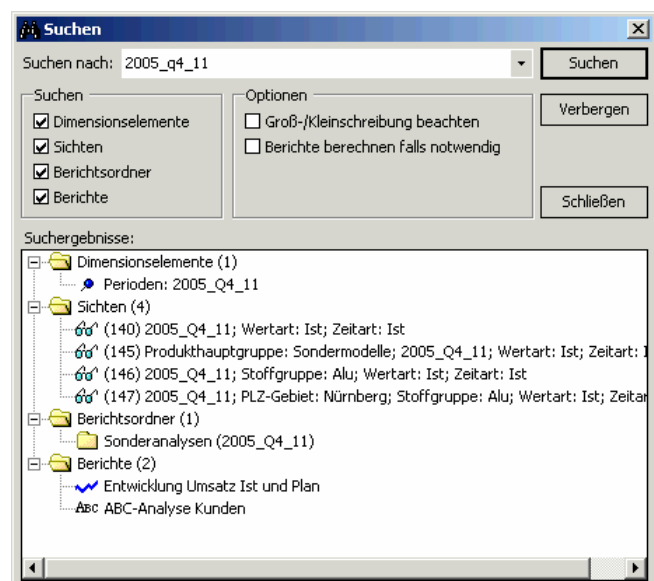 Suchen
Suchen nach: 2005_q4_11 Suchen
Suchen Optionen
Verbergen
Dimensionselemente Groß-/Kleinschreibung beachten
Sichten Berichte berechnen falls notwendig
Berichtsordner
Berichte Schließen
Suchergebnisse:
Dimensionselemente (1)
Perioden: 2005_Q4_11
Sichten (4)
(140) 2005_Q4_11; Wertart: Ist; Zeitart: Ist
(145) Produkthauptgruppe: Sondermodelle; 2005_Q4_11; Wertart: Ist; Zeitart: I
(146) 2005_Q4_11; Stoffgruppe: Alu; Wertart: Ist; Zeitart: Ist
(147) 2005_Q4_11; PLZ-Gebiet: Nürnberg; Stoffgruppe: Alu; Wertart: Ist; Zeitar
Berichtsordner (1)
Sonderanalysen (2005_Q4_11)
Berichte (2)
Entwicklung Umsatz Ist und Plan
ABC ABC-Analyse Kunden